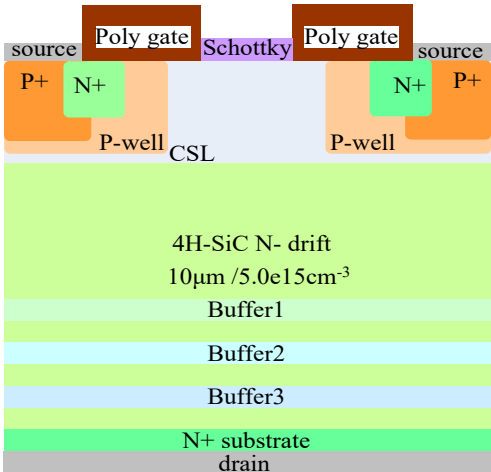 Poly gate
Poly gate
source
Schottky
source
P+
N+
N+
P+
P-well
P-well
CSL
4H-SiC N- drift
10μm /5.0e15cm⁻³
Buffer1
Buffer2
Buffer3
N+ substrate
drain